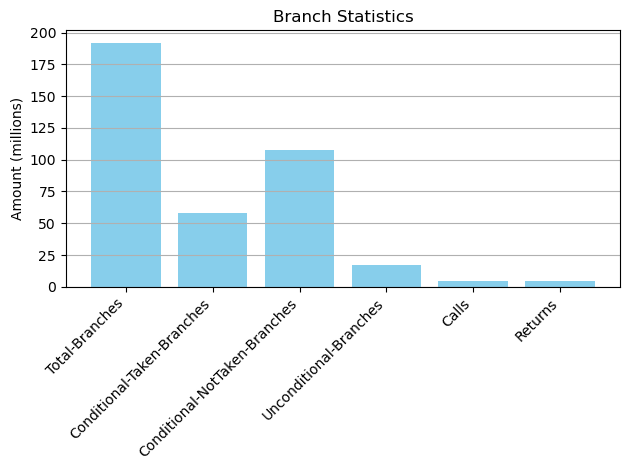 Branch Statistics
Amount (millions)
200
175
150
125
100
75
50
25
0
Total-Branches
Conditional-Taken-Branches
Conditional-NotTaken-Branches
Unconditional-Branches
Calls
Returns